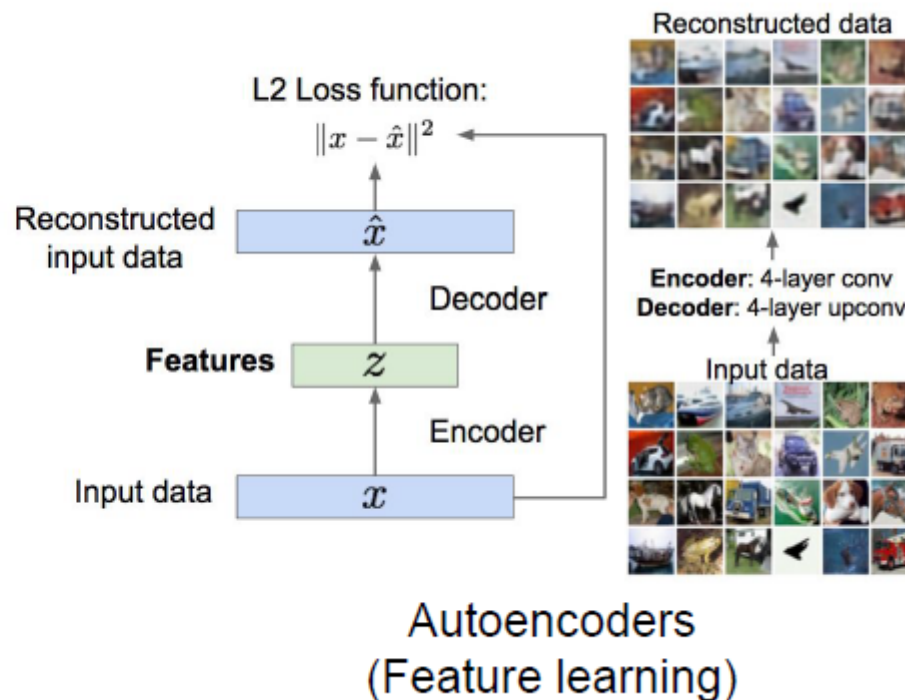 Reconstructed data
L2 Loss function:
‖x − x̂‖²
Reconstructed
input data
x̂
Decoder
Features
z
Encoder
Input data
x
Encoder: 4-layer conv
Decoder: 4-layer upconv
Input data
Autoencoders
(Feature learning)